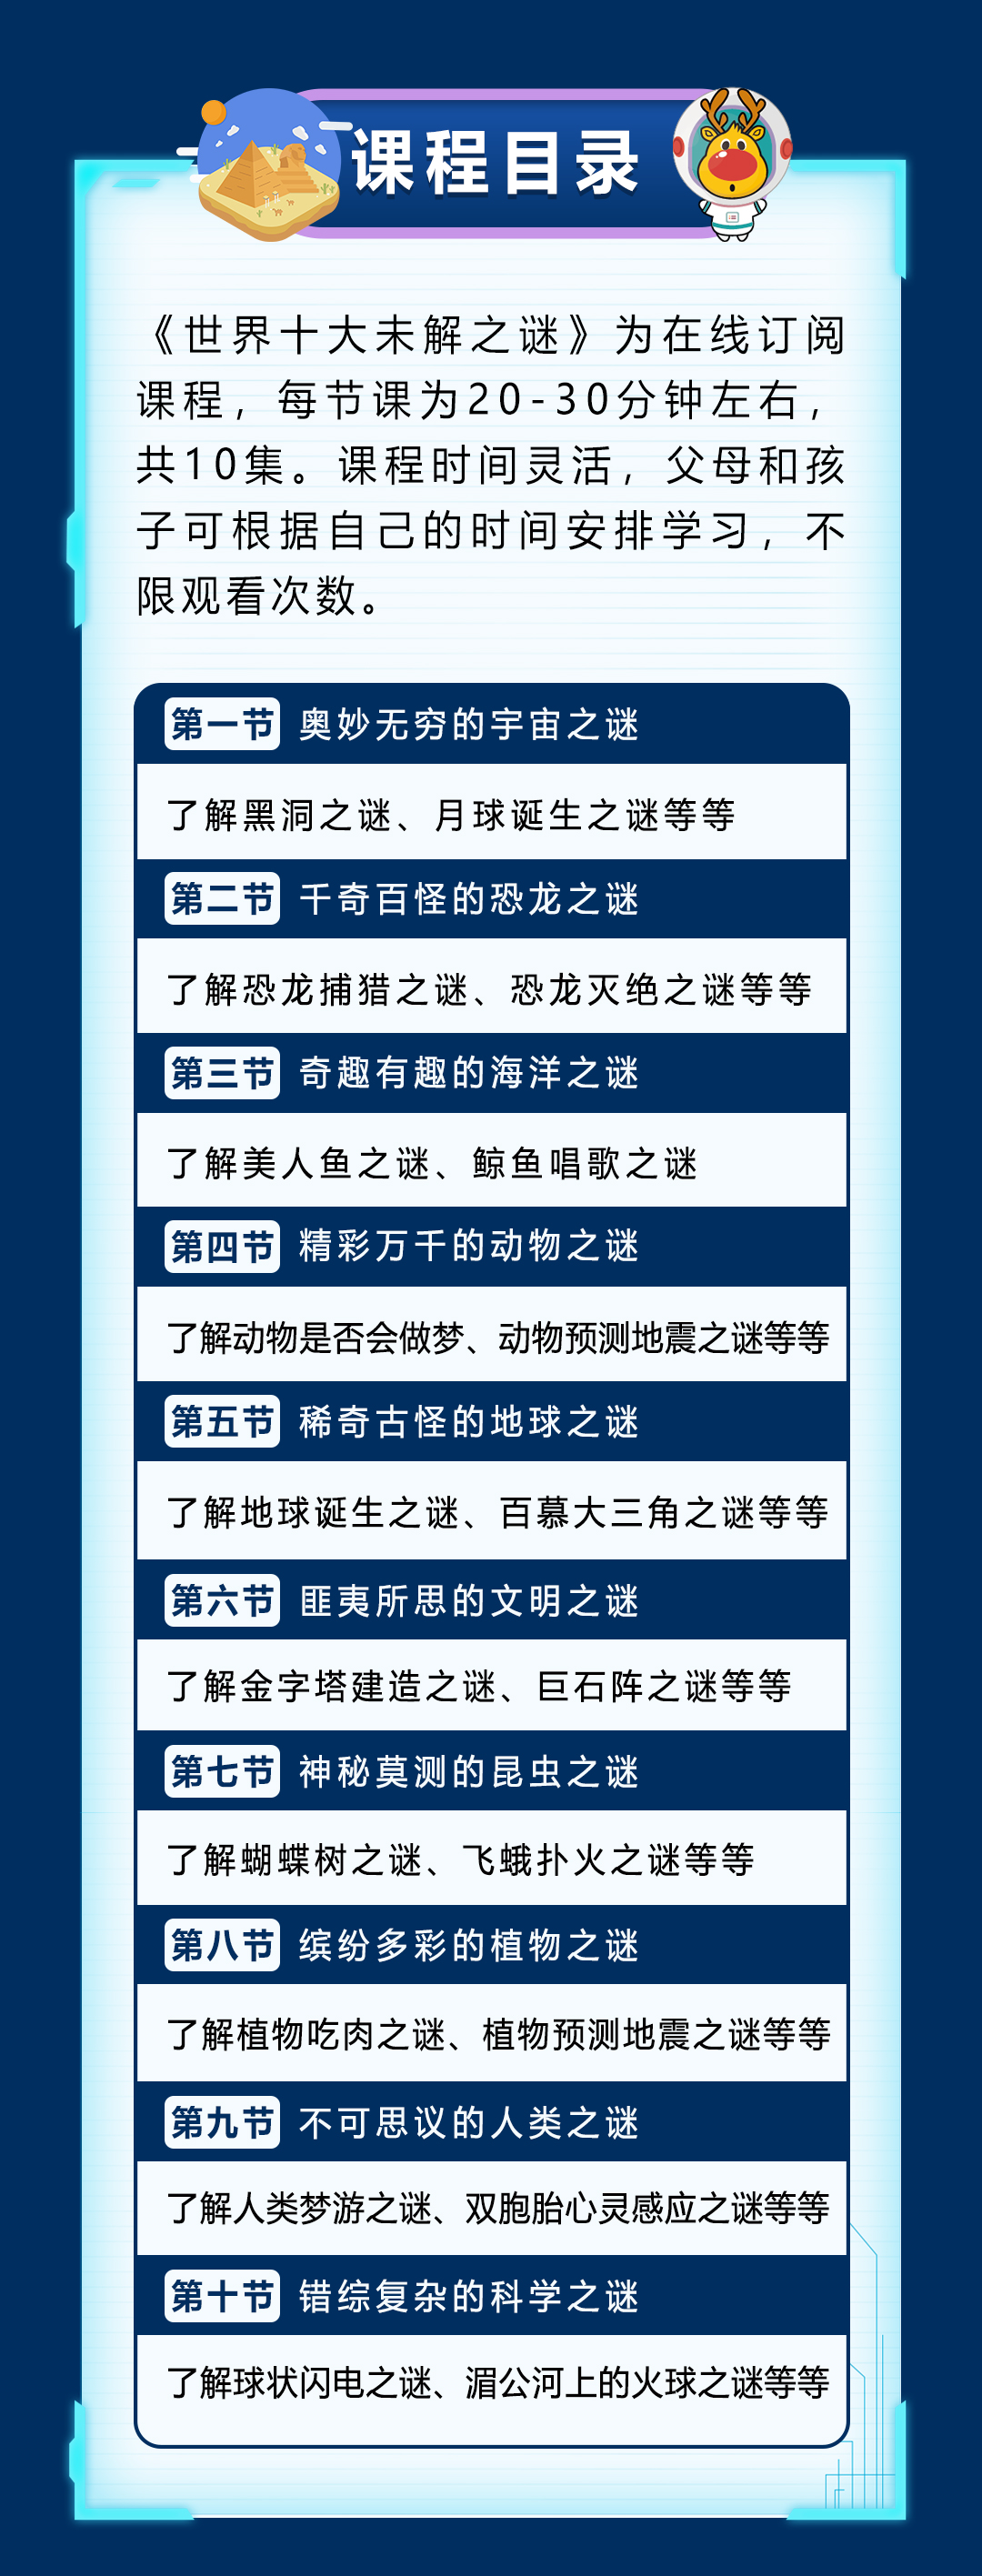 课程目录
《世界十大未解之谜》为在线订阅
课程，每节课为20-30分钟左右，
共10集。课程时间灵活，父母和孩
子可根据自己的时间安排学习，不
限观看次数。
第一节 奥妙无穷的宇宙之谜
了解黑洞之谜、月球诞生之谜等等
第二节 千奇百怪的恐龙之谜
了解恐龙捕猎之谜、恐龙灭绝之谜等等
第三节 奇趣有趣的海洋之谜
了解美人鱼之谜、鲸鱼唱歌之谜
第四节 精彩万千的动物之谜
了解动物是否会做梦、动物预测地震之谜等等
第五节 稀奇古怪的地球之谜
了解地球诞生之谜、百慕大三角之谜等等
第六节 匪夷所思的文明之谜
了解金字塔建造之谜、巨石阵之谜等等
第七节 神秘莫测的昆虫之谜
了解蝴蝶树之谜、飞蛾扑火之谜等等
第八节 缤纷多彩的植物之谜
了解植物吃肉之谜、植物预测地震之谜等等
第九节 不可思议的人类之谜
了解人类梦游之谜、双胞胎心灵感应之谜等等
第十节 错综复杂的科学之谜
了解球状闪电之谜、湄公河上的火球之谜等等